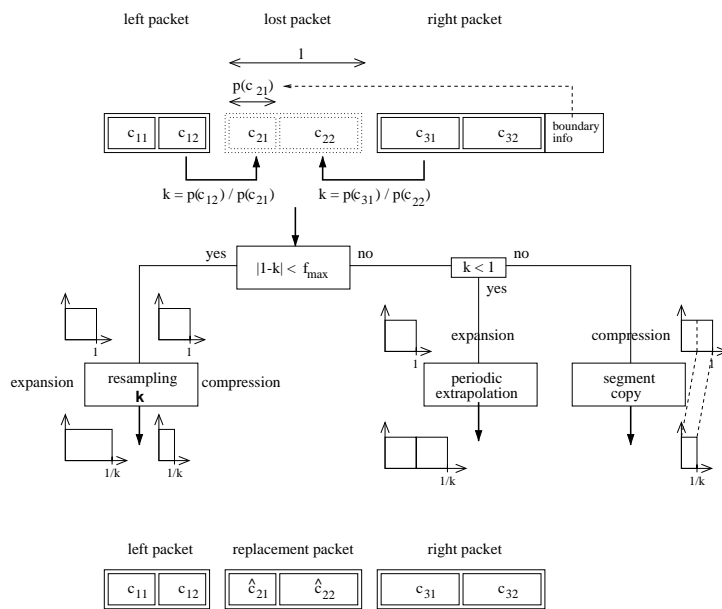 left packet lost packet right packet
l
p(c21)
c11 c12 c21 c22 c31 c32 boundary info
k = p(c12) / p(c21) k = p(c31) / p(c22)
yes |1-k| < fmax no k < 1 no
yes
1 1 expansion 1 compression 1
expansion resampling k compression periodic extrapolation segment copy
1/k 1/k 1/k 1/k
left packet replacement packet right packet
c11 c12 ĉ21 ĉ22 c31 c32